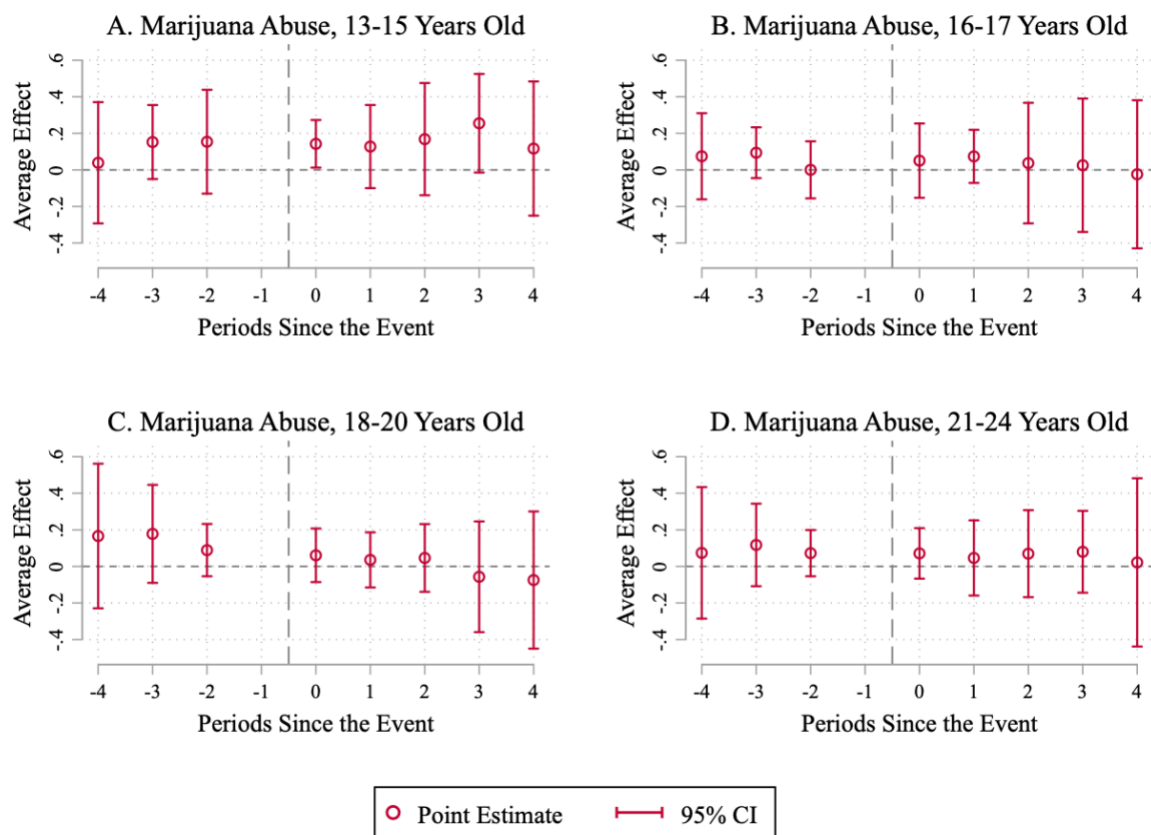 A. Marijuana Abuse, 13-15 Years Old
Average Effect
.6
.4
.2
0
-.2
-.4
-4 -3 -2 -1 0 1 2 3 4
Periods Since the Event
B. Marijuana Abuse, 16-17 Years Old
Average Effect
.6
.4
.2
0
-.2
-.4
-4 -3 -2 -1 0 1 2 3 4
Periods Since the Event
C. Marijuana Abuse, 18-20 Years Old
Average Effect
.6
.4
.2
0
-.2
-.4
-4 -3 -2 -1 0 1 2 3 4
Periods Since the Event
D. Marijuana Abuse, 21-24 Years Old
Average Effect
.6
.4
.2
0
-.2
-.4
-4 -3 -2 -1 0 1 2 3 4
Periods Since the Event
Point Estimate 95% CI